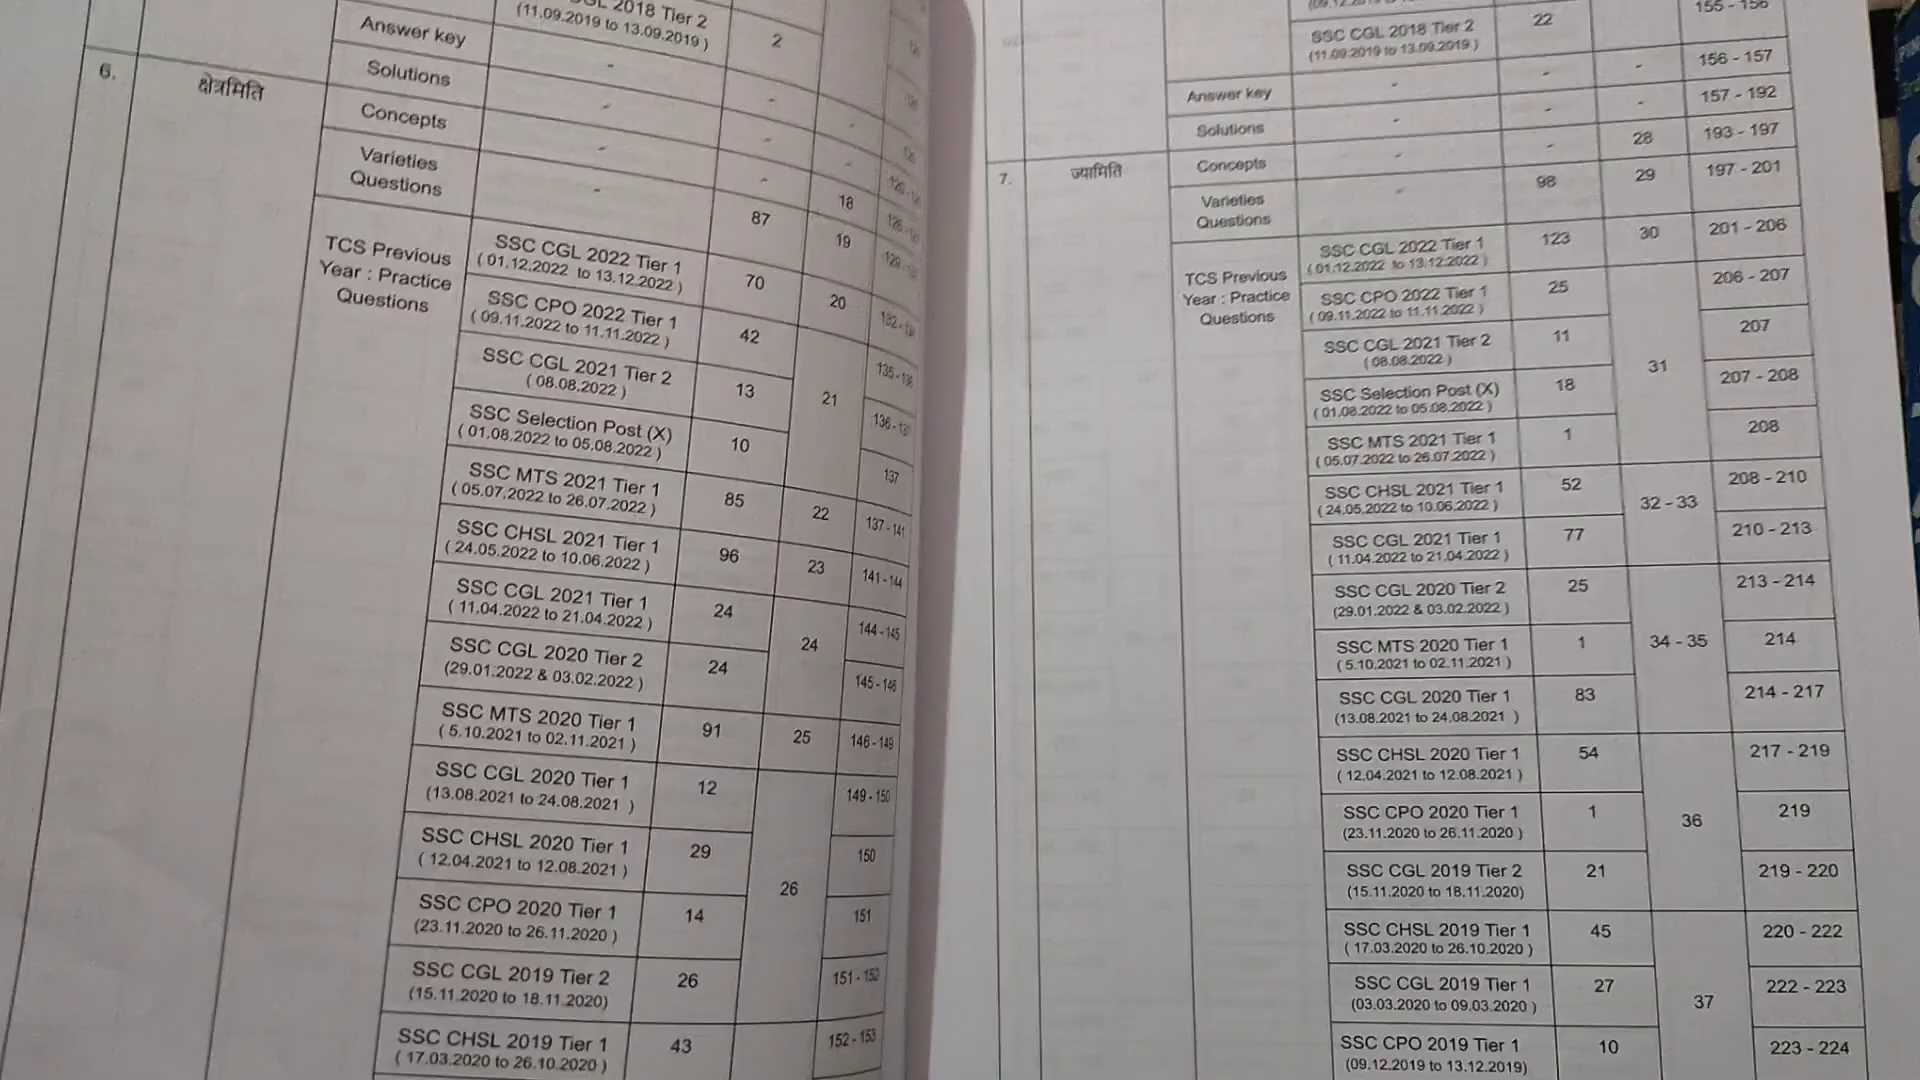 2018 Tier 2
(11.09.2019 to 13.09.2019 )
2
Answer key
-
-
-
Solutions
-
-
-
6.
क्षेत्रमिति
Concepts
-
-
18
Varieties
Questions
-
87
19
TCS Previous
Year : Practice
Questions
SSC CGL 2022 Tier 1
( 01.12.2022 to 13.12.2022 )
70
20
SSC CPO 2022 Tier 1
( 09.11.2022 to 11.11.2022 )
42
21
135 - 136
SSC CGL 2021 Tier 2
( 08.08.2022 )
13
136 - 137
SSC Selection Post (X)
( 01.08.2022 to 05.08.2022 )
10
137
SSC MTS 2021 Tier 1
( 05.07.2022 to 26.07.2022 )
85
22
137 - 141
SSC CHSL 2021 Tier 1
( 24.05.2022 to 10.06.2022 )
96
23
141 - 144
SSC CGL 2021 Tier 1
( 11.04.2022 to 21.04.2022 )
24
24
144 - 145
SSC CGL 2020 Tier 2
(29.01.2022 & 03.02.2022 )
24
145 - 146
SSC MTS 2020 Tier 1
( 5.10.2021 to 02.11.2021 )
91
25
146 - 149
SSC CGL 2020 Tier 1
(13.08.2021 to 24.08.2021 )
12
26
149 - 150
SSC CHSL 2020 Tier 1
( 12.04.2021 to 12.08.2021 )
29
150
SSC CPO 2020 Tier 1
(23.11.2020 to 26.11.2020 )
14
151
SSC CGL 2019 Tier 2
(15.11.2020 to 18.11.2020)
26
151 - 152
SSC CHSL 2019 Tier 1
( 17.03.2020 to 26.10.2020 )
43
152 - 153
155 - 156
SSC CGL 2018 Tier 2
(11.09.2019 to 13.09.2019 )
22
Answer key
-
-
-
156 - 157
Solutions
-
-
-
157 - 192
7.
ज्यामिति
Concepts
-
-
28
193 - 197
Varieties
Questions
-
98
29
197 - 201
TCS Previous
Year : Practice
Questions
SSC CGL 2022 Tier 1
( 01.12.2022 to 13.12.2022 )
123
30
201 - 206
SSC CPO 2022 Tier 1
( 09.11.2022 to 11.11.2022 )
25
31
206 - 207
SSC CGL 2021 Tier 2
( 08.08.2022 )
11
207
SSC Selection Post (X)
( 01.08.2022 to 05.08.2022 )
18
207 - 208
SSC MTS 2021 Tier 1
( 05.07.2022 to 26.07.2022 )
1
208
SSC CHSL 2021 Tier 1
( 24.05.2022 to 10.06.2022 )
52
32 - 33
208 - 210
SSC CGL 2021 Tier 1
( 11.04.2022 to 21.04.2022 )
77
210 - 213
SSC CGL 2020 Tier 2
(29.01.2022 & 03.02.2022 )
25
34 - 35
213 - 214
SSC MTS 2020 Tier 1
( 5.10.2021 to 02.11.2021 )
1
214
SSC CGL 2020 Tier 1
(13.08.2021 to 24.08.2021 )
83
214 - 217
SSC CHSL 2020 Tier 1
( 12.04.2021 to 12.08.2021 )
54
36
217 - 219
SSC CPO 2020 Tier 1
(23.11.2020 to 26.11.2020 )
1
219
SSC CGL 2019 Tier 2
(15.11.2020 to 18.11.2020)
21
219 - 220
SSC CHSL 2019 Tier 1
( 17.03.2020 to 26.10.2020 )
45
37
220 - 222
SSC CGL 2019 Tier 1
(03.03.2020 to 09.03.2020 )
27
222 - 223
SSC CPO 2019 Tier 1
(09.12.2019 to 13.12.2019)
10
223 - 224